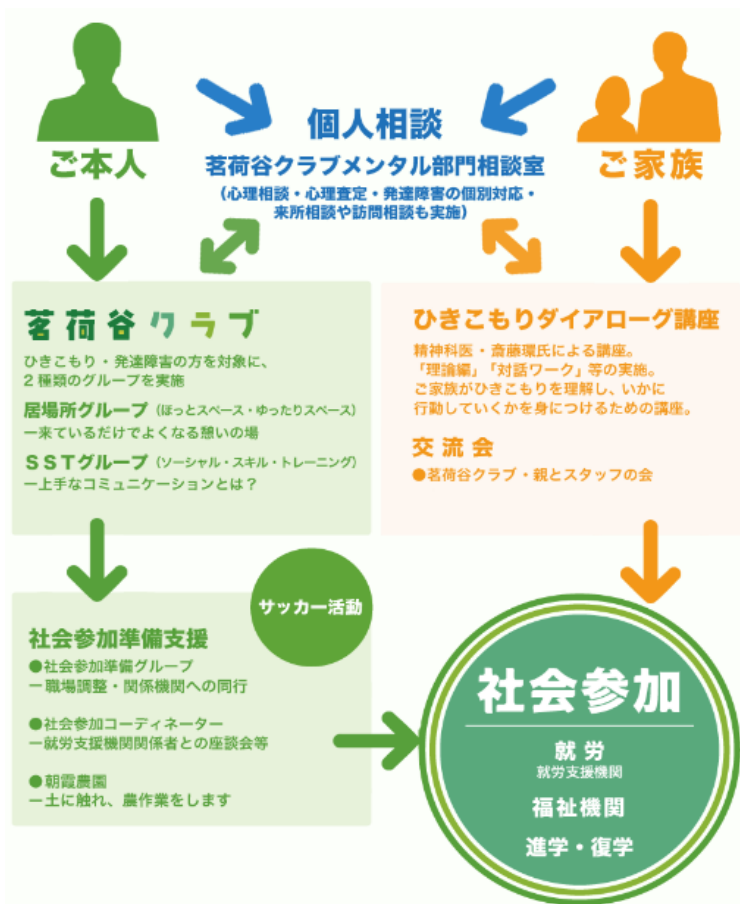 ご本人
ご家族
個人相談
茗荷谷クラブメンタル部門相談室
（心理相談・心理査定・発達障害の個別対応・
来所相談や訪問相談も実施）
茗荷谷クラブ
ひきこもり・発達障害の方を対象に、
2種類のグループを実施
居場所グループ（ほっとスペース・ゆったりスペース）
ー来ているだけでよくなる憩いの場
ＳＳＴグループ（ソーシャル・スキル・トレーニング）
ー上手なコミュニケーションとは？
ひきこもりダイアローグ講座
精神科医・斎藤環氏による講座。
「理論編」「対話ワーク」等の実施。
ご家族がひきこもりを理解し、いかに
行動していくかを身につけるための講座。
交流会
●茗荷谷クラブ・親とスタッフの会
サッカー活動
社会参加準備支援
●社会参加準備グループ
ー職場調整・関係機関への同行
●社会参加コーディネーター
ー就労支援機関関係者との座談会等
●朝霞農園
ー土に触れ、農作業をします
社会参加
就労
就労支援機関
福祉機関
進学・復学